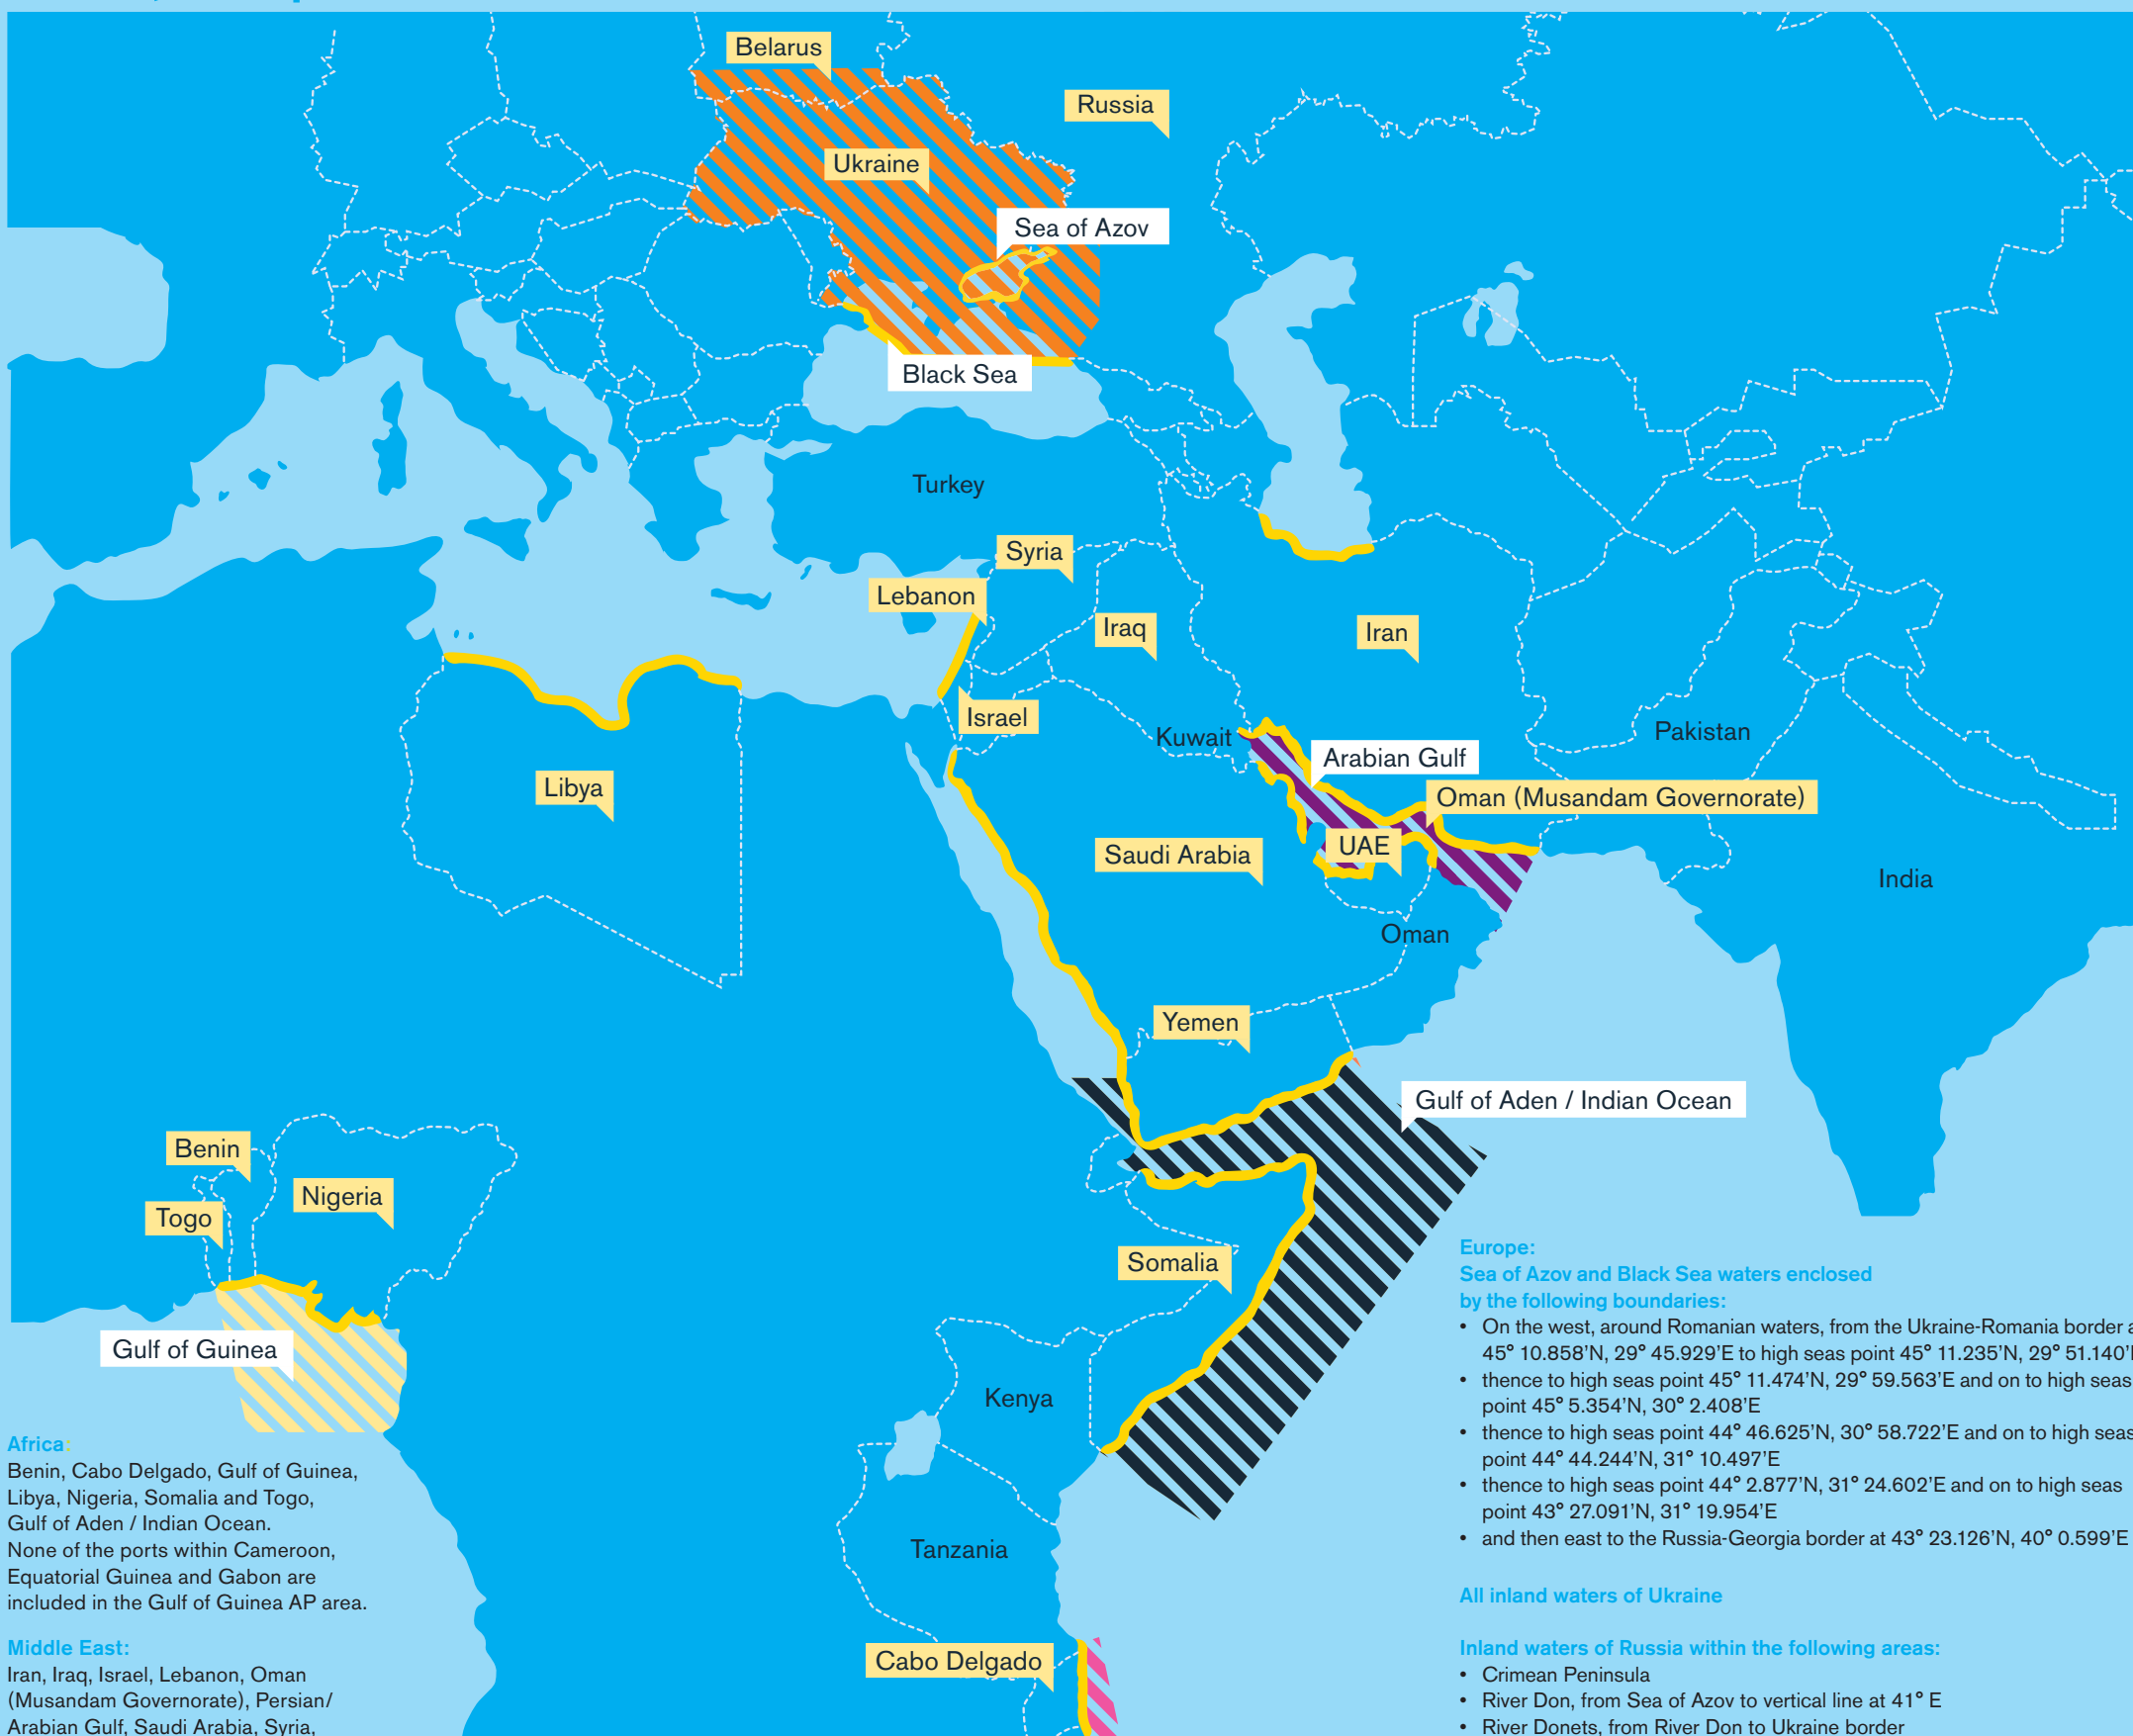 Belarus
Russia
Ukraine
Sea of Azov
Black Sea
Turkey
Syria
Lebanon
Iraq
Iran
Israel
Kuwait
Pakistan
Arabian Gulf
Libya
Oman (Musandam Governorate)
Saudi Arabia
UAE
India
Oman
Yemen
Gulf of Aden / Indian Ocean
Benin
Nigeria
Togo
Somalia
Gulf of Guinea
Kenya
Tanzania
Cabo Delgado
Africa:
Benin, Cabo Delgado, Gulf of Guinea,
Libya, Nigeria, Somalia and Togo,
Gulf of Aden / Indian Ocean.
None of the ports within Cameroon,
Equatorial Guinea and Gabon are
included in the Gulf of Guinea AP area.
Middle East:
Iran, Iraq, Israel, Lebanon, Oman
(Musandam Governorate), Persian/
Arabian Gulf, Saudi Arabia, Syria,
Europe:
Sea of Azov and Black Sea waters enclosed
by the following boundaries:
• On the west, around Romanian waters, from the Ukraine-Romania border
45° 10.858'N, 29° 45.929'E to high seas point 45° 11.235'N, 29° 51.140'
• thence to high seas point 45° 11.474'N, 29° 59.563'E and on to high seas
point 45° 5.354'N, 30° 2.408'E
• thence to high seas point 44° 46.625'N, 30° 58.722'E and on to high seas
point 44° 44.244'N, 31° 10.497'E
• thence to high seas point 44° 2.877'N, 31° 24.602'E and on to high seas
point 43° 27.091'N, 31° 19.954'E
• and then east to the Russia-Georgia border at 43° 23.126'N, 40° 0.599'E
All inland waters of Ukraine
Inland waters of Russia within the following areas:
• Crimean Peninsula
• River Don, from Sea of Azov to vertical line at 41° E
• River Donets, from River Don to Ukraine border